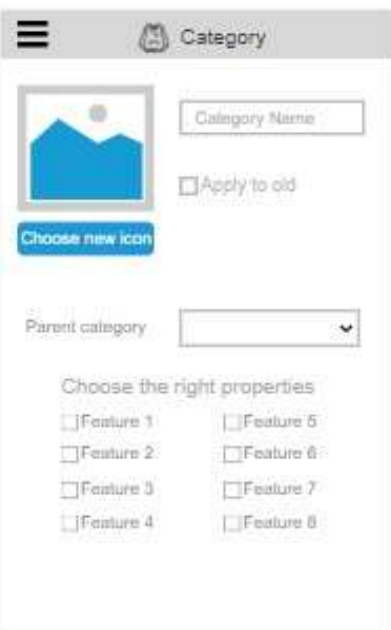 Category
Category Name
Apply to old
Choose new icon
Parent category
Choose the right properties
Feature 1
Feature 5
Feature 2
Feature 6
Feature 3
Feature 7
Feature 4
Feature 8